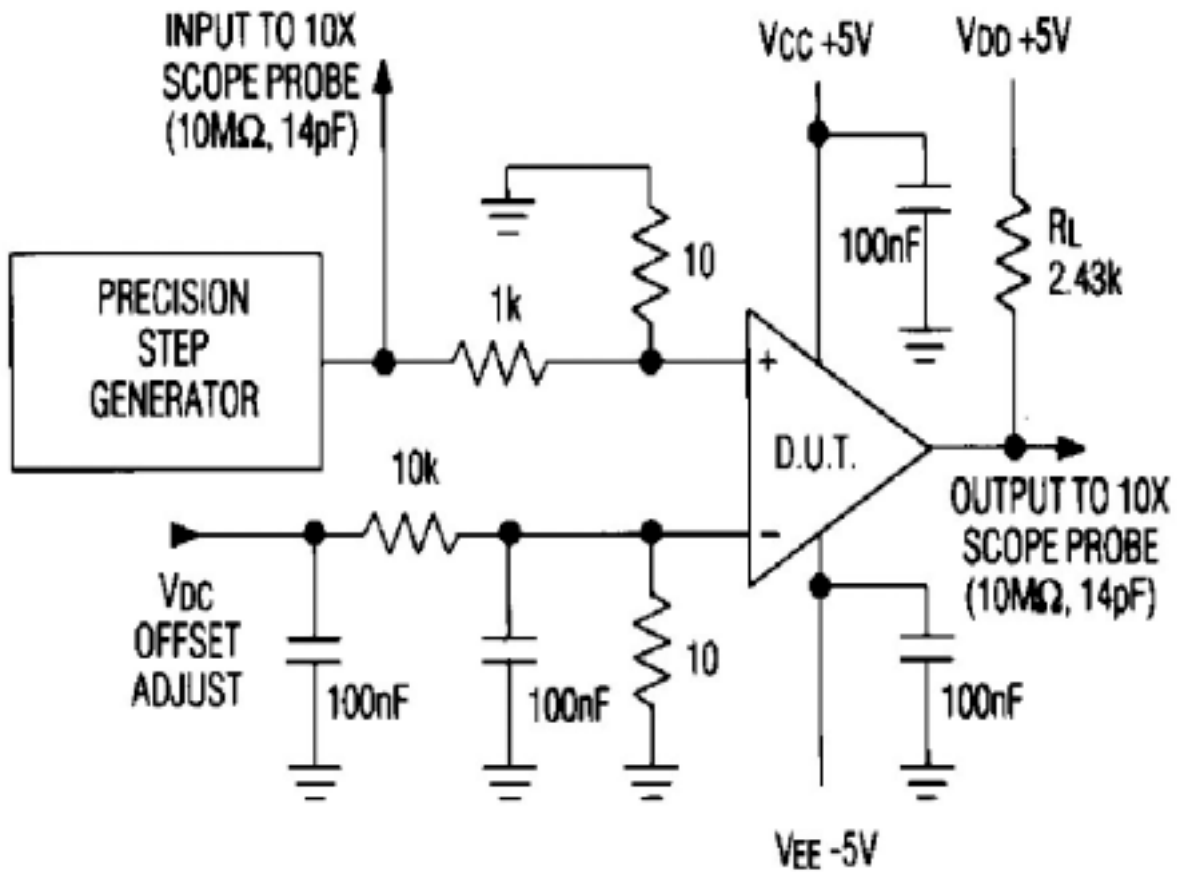 INPUT TO 10X
SCOPE PROBE
(10MΩ, 14pF)
VCC +5V
VDD +5V
100nF
RL
2.43k
10
1k
PRECISION
STEP
GENERATOR
+
D.U.T.
-
10k
OUTPUT TO 10X
SCOPE PROBE
(10MΩ, 14pF)
VDC
OFFSET
ADJUST
100nF
100nF
10
100nF
VEE -5V